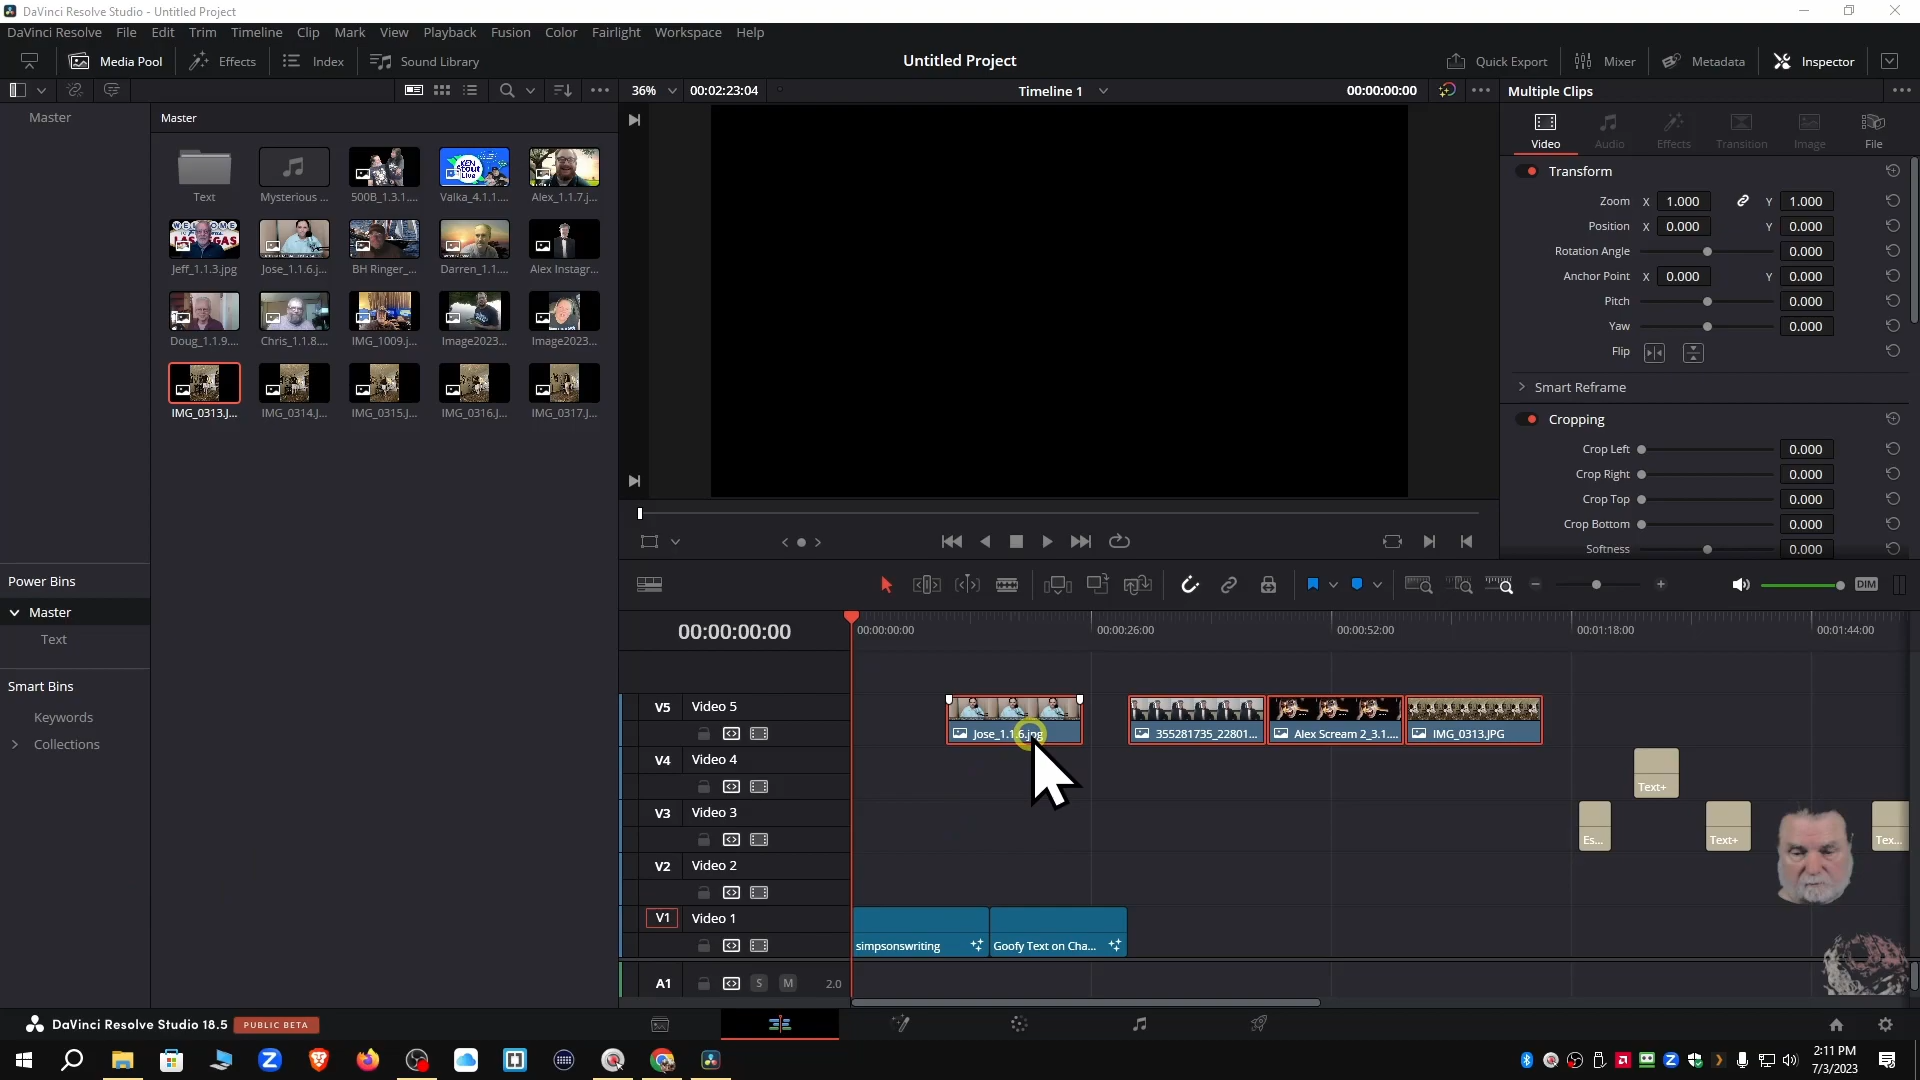 DaVinci Resolve Studio - Untitled Project
DaVinci Resolve File Edit Trim Timeline Clip Mark View Playback Fusion Color Fairlight Workspace Help
Media Pool Effects Index Sound Library Untitled Project Quick Export Mixer Metadata Inspector
36% 00:02:23:04 Timeline 1 00:00:00:00 Multiple Clips
Master Master
Video Audio Effects Transition Image File
Transform
Zoom X 1.000 Y 1.000
Position X 0.000 Y 0.000
Rotation Angle 0.000
Anchor Point X 0.000 Y 0.000
Pitch 0.000
Yaw 0.000
Flip
Smart Reframe
Cropping
Crop Left 0.000
Crop Right 0.000
Crop Top 0.000
Crop Bottom 0.000
Softness 0.000
KEN Stout Live
Text Mysterious ... 500B_1.3.1.... Valka_4.1.1.... Alex_1.1.7.j...
WELCOME
Jeff_1.1.3.jpg Jose_1.1.6.j... BH Ringer_... Darren_1.1.... Alex Instagr...
Doug_1.1.9.... Chris_1.1.8.... IMG_1009.j... Image2023... Image2023...
IMG_0313.J... IMG_0314.J... IMG_0315.J... IMG_0316.J... IMG_0317.J...
Power Bins
Master
Text
Smart Bins
Keywords
Collections
DIM
00:00:00:00 00:00:00:00 00:00:26:00 00:00:52:00 00:01:18:00 00:01:44:00
V5 Video 5
Jose_1.1.6.jpg 355281735_22801... Alex Scream 2_3.1.... IMG_0313.JPG
V4 Video 4
Text+
V3 Video 3
Es... Text+ Tex...
V2 Video 2
V1 Video 1
simpsonswriting Goofy Text on Cha...
A1 S M 2.0
DaVinci Resolve Studio 18.5 PUBLIC BETA
2:11 PM
7/3/2023